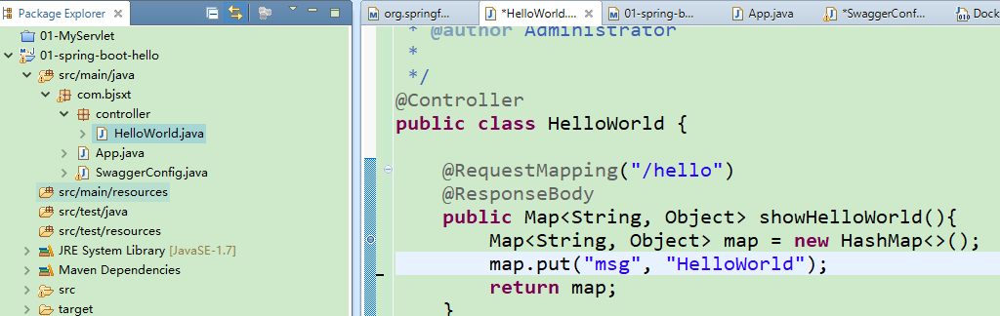 Package Explorer
01-MyServlet
01-spring-boot-hello
src/main/java
com.bjsxt
controller
HelloWorld.java
App.java
SwaggerConfig.java
src/main/resources
src/test/java
src/test/resources
JRE System Library [JavaSE-1.7]
Maven Dependencies
src
target
org.springf... *HelloWorld.... 01-spring-b... App.java *SwaggerConf... Dock
* @author Administrator
*
*/
@Controller
public class HelloWorld {
@RequestMapping("/hello")
@ResponseBody
public Map<String, Object> showHelloWorld(){
Map<String, Object> map = new HashMap<>();
map.put("msg", "HelloWorld");
return map;
}